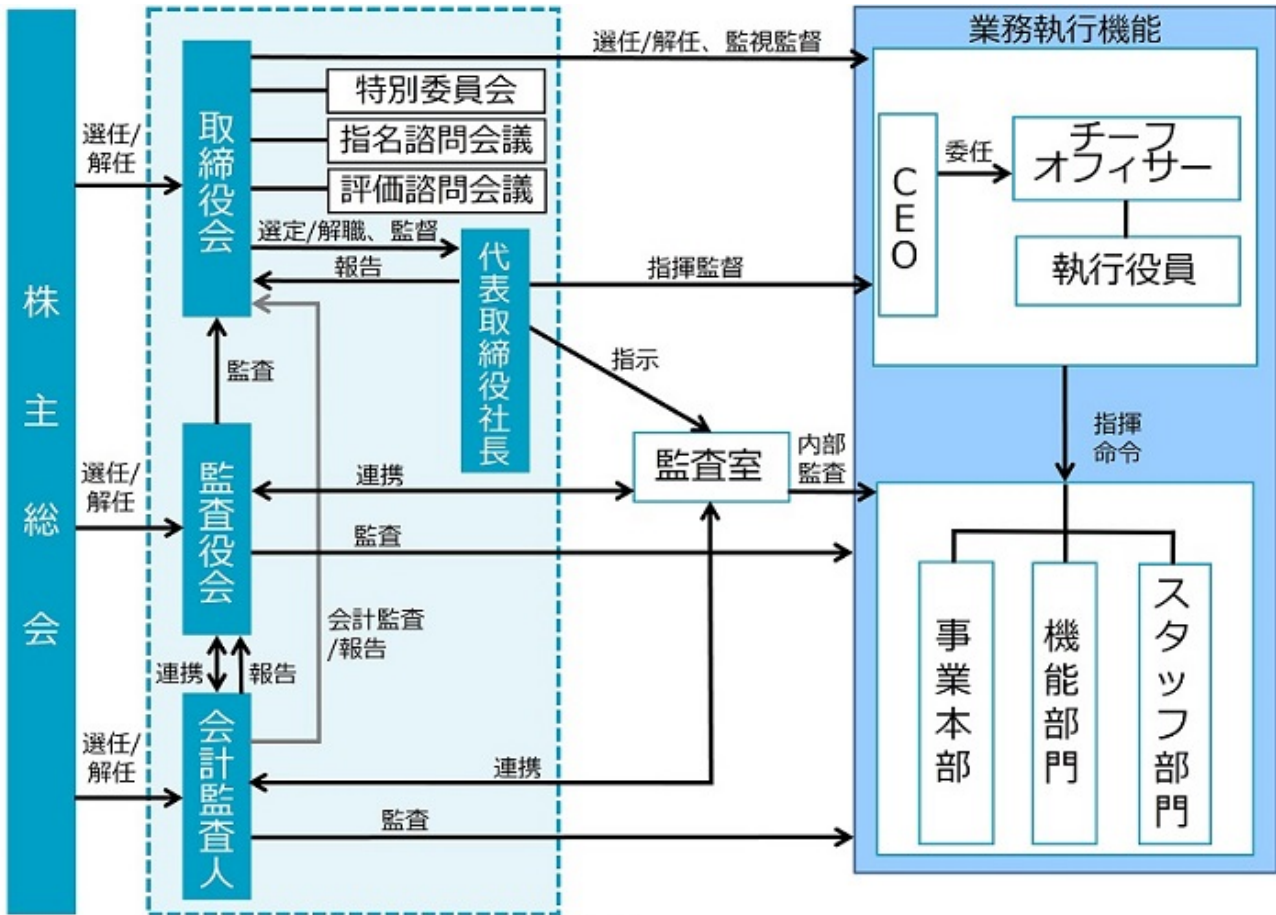 株主総会
選任/
解任
選任/
解任
選任/
解任
取締役会
特別委員会
指名諮問会議
評価諮問会議
選任/解任、監視監督
選定/解職、監督
報告
代表取締役社長
指揮監督
指示
監査
監査役会
連携
監査
監査室
内部
監査
会計監査
/報告
連携
報告
会計監査人
連携
監査
業務執行機能
CEO
委任
チーフ
オフィサー
執行役員
指揮
命令
事業本部
機能部門
スタッフ部門